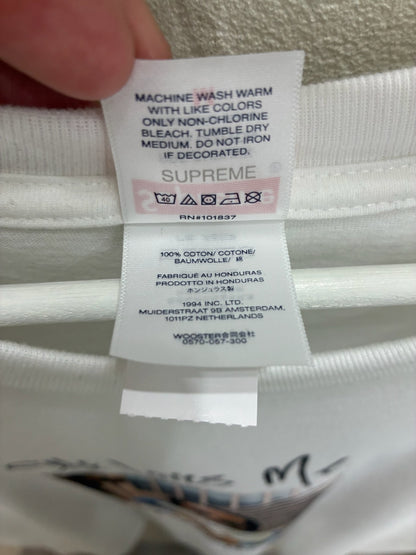 MACHINE WASH WARM
WITH LIKE COLORS
ONLY NON-CHLORINE
BLEACH. TUMBLE DRY
MEDIUM. DO NOT IRON
IF DECORATED.
SUPREME
40
RN#101837
100% COTON/ COTONE/
BAUMWOLLE/ 綿
FABRIQUÉ AU HONDURAS
PRODOTTO IN HONDURAS
ホンジュラス製
1994 INC. LTD.
MUIDERSTRAAT 9B AMSTERDAM,
1011PZ NETHERLANDS
WOOSTER合同会社
0570-057-300